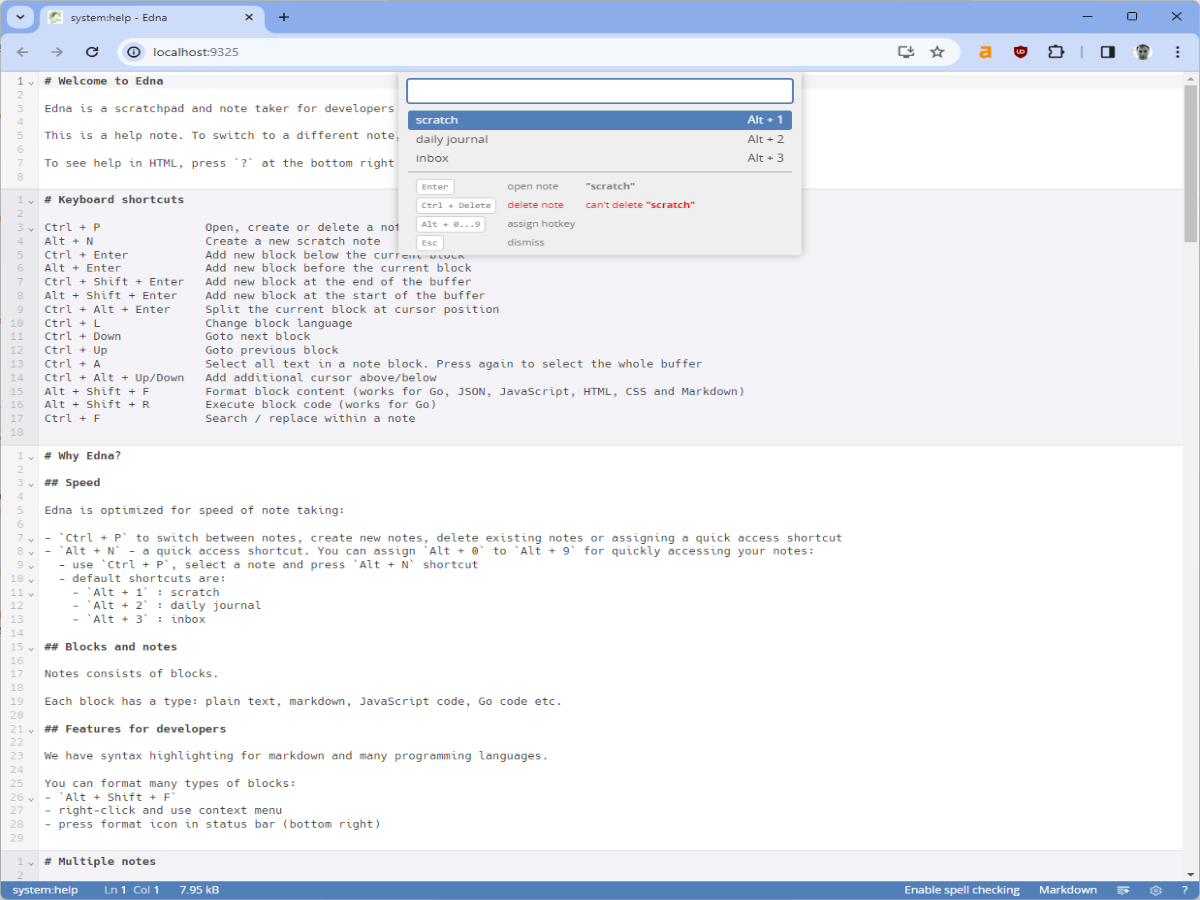 system:help - Edna
localhost:9325
1 # Welcome to Edna
2
3 Edna is a scratchpad and note taker for developers
4
5 This is a help note. To switch to a different note,
6
7 To see help in HTML, press `?` at the bottom right
8
scratch Alt + 1
daily journal Alt + 2
inbox Alt + 3
Enter open note "scratch"
Ctrl + Delete delete note can't delete "scratch"
Alt + 0...9 assign hotkey
Esc dismiss
1 # Keyboard shortcuts
2
3 Ctrl + P Open, create or delete a not
4 Alt + N Create a new scratch note
5 Ctrl + Enter Add new block below the current block
6 Alt + Enter Add new block before the current block
7 Ctrl + Shift + Enter Add new block at the end of the buffer
8 Alt + Shift + Enter Add new block at the start of the buffer
9 Ctrl + Alt + Enter Split the current block at cursor position
10 Ctrl + L Change block language
11 Ctrl + Down Goto next block
12 Ctrl + Up Goto previous block
13 Ctrl + A Select all text in a note block. Press again to select the whole buffer
14 Ctrl + Alt + Up/Down Add additional cursor above/below
15 Alt + Shift + F Format block content (works for Go, JSON, JavaScript, HTML, CSS and Markdown)
16 Alt + Shift + R Execute block code (works for Go)
17 Ctrl + F Search / replace within a note
18
1 # Why Edna?
2
3 ## Speed
4
5 Edna is optimized for speed of note taking:
6
7 - `Ctrl + P` to switch between notes, create new notes, delete existing notes or assigning a quick access shortcut
8 - `Alt + N` - a quick access shortcut. You can assign `Alt + 0` to `Alt + 9` for quickly accessing your notes:
9 - use `Ctrl + P`, select a note and press `Alt + N` shortcut
10 - default shortcuts are:
11 - `Alt + 1` : scratch
12 - `Alt + 2` : daily journal
13 - `Alt + 3` : inbox
14
15 ## Blocks and notes
16
17 Notes consists of blocks.
18
19 Each block has a type: plain text, markdown, JavaScript code, Go code etc.
20
21 ## Features for developers
22
23 We have syntax highlighting for markdown and many programming languages.
24
25 You can format many types of blocks:
26 - `Alt + Shift + F`
27 - right-click and use context menu
28 - press format icon in status bar (bottom right)
29
1 # Multiple notes
2
system:help Ln 1 Col 1 7.95 kB Enable spell checking Markdown ?